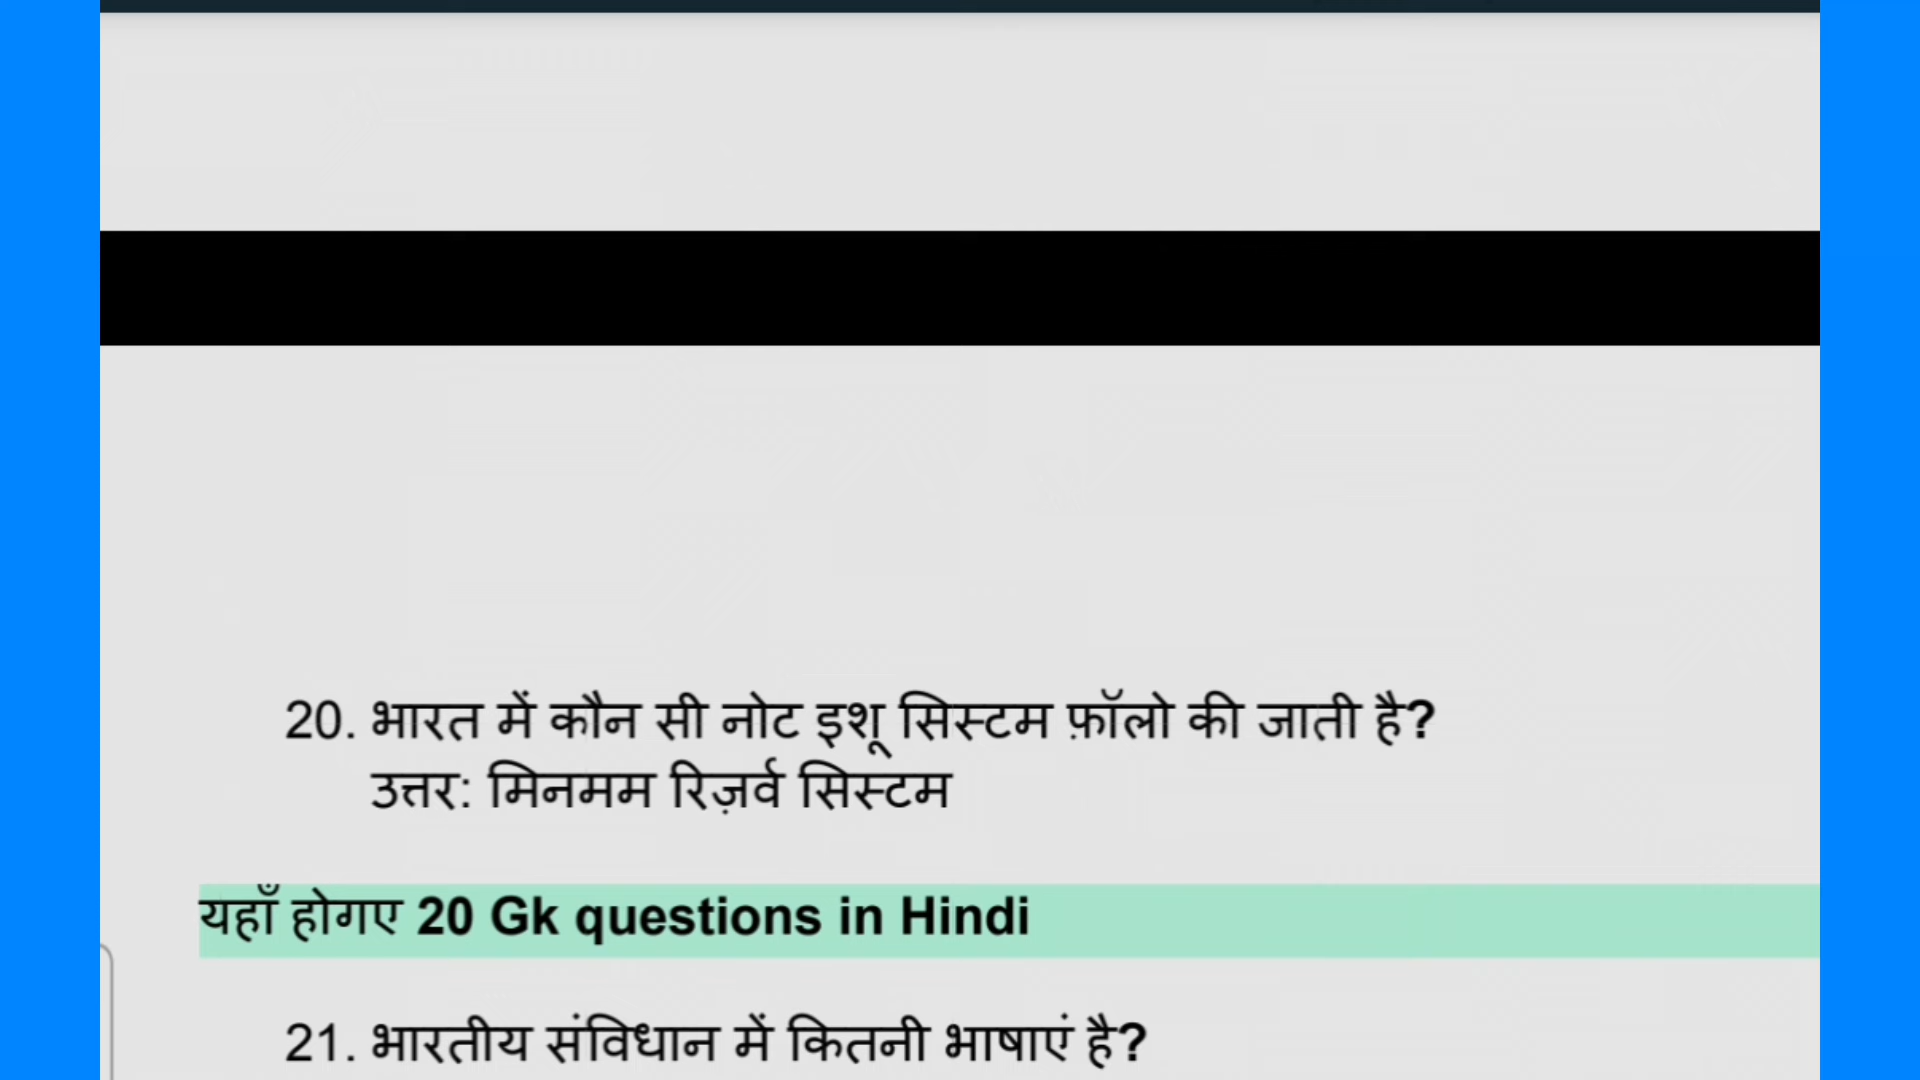 20. भारत में कौन सी नोट इशू सिस्टम फ़ॉलो की जाती है?
उत्तर: मिनमम रिज़र्व सिस्टम
यहाँ होगए 20 Gk questions in Hindi
21. भारतीय संविधान में कितनी भाषाएं है?